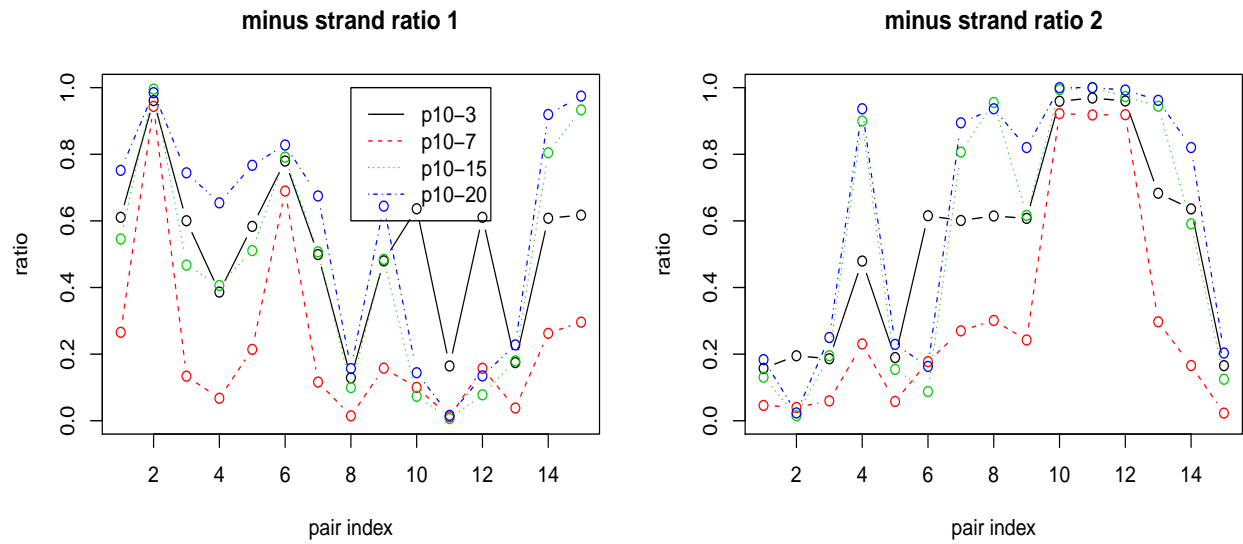 minus strand ratio 1
ratio
1.0
0.8
0.6
0.4
0.2
0.0
p10-3
p10-7
p10-15
p10-20
2 4 6 8 10 12 14
pair index
minus strand ratio 2
ratio
1.0
0.8
0.6
0.4
0.2
0.0
2 4 6 8 10 12 14
pair index